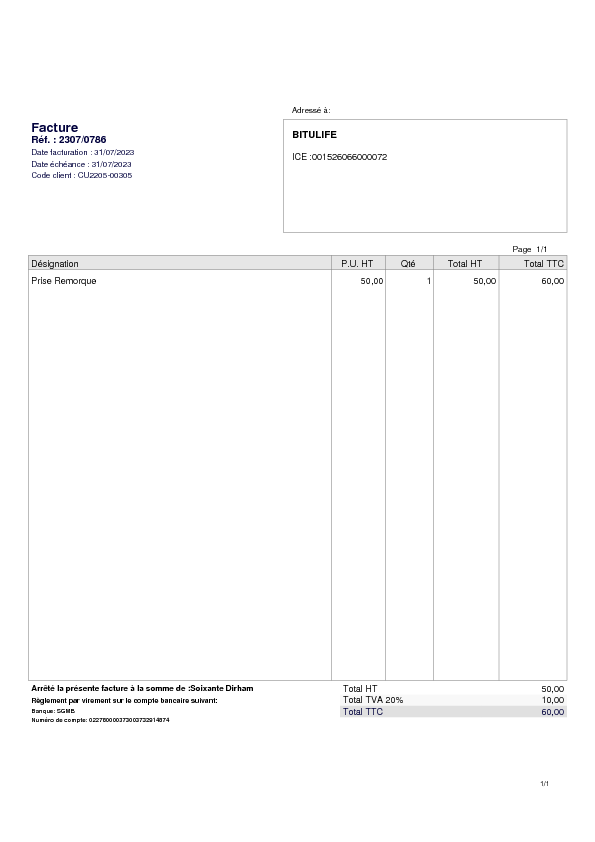 Adressé à:
Facture
Réf. : 2307/0786
Date facturation : 31/07/2023
Date échéance : 31/07/2023
Code client : CU2205-00305
BITULIFE
ICE :001526066000072
Page 1/1
Désignation P.U. HT Qté Total HT Total TTC
Prise Remorque 50,00 1 50,00 60,00
Arrêté la présente facture à la somme de :Soixante Dirham
Règlement par virement sur le compte bancaire suivant:
Banque: SGMB
Numéro de compte:
Total HT 50,00
Total TVA 20% 10,00
Total TTC 60,00
1/1